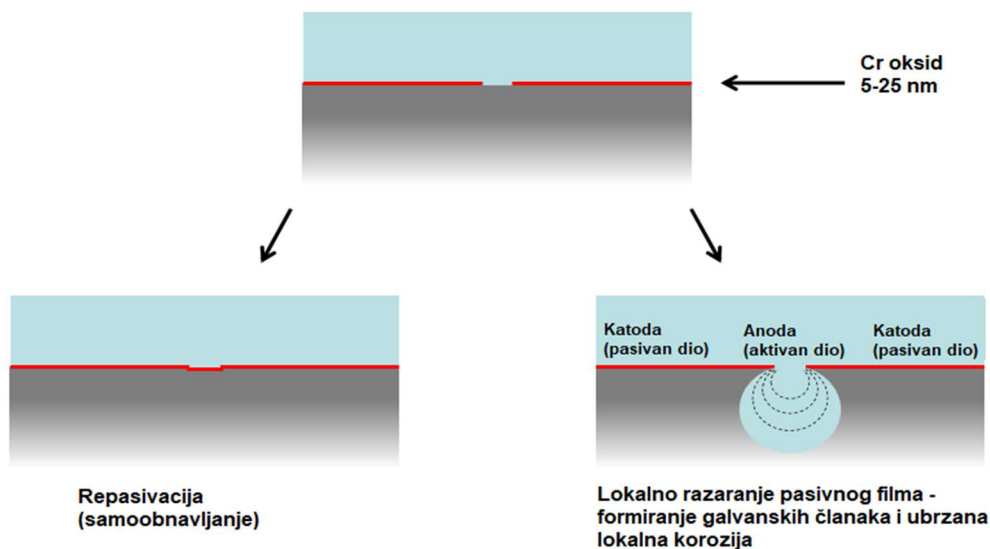 Cr oksid
5-25 nm
Katoda
(pasivan dio)
Anoda
(aktivan dio)
Katoda
(pasivan dio)
Repasivacija
(samoobnavljanje)
Lokalno razaranje pasivnog filma -
formiranje galvanskih članaka i ubrzana
lokalna korozija